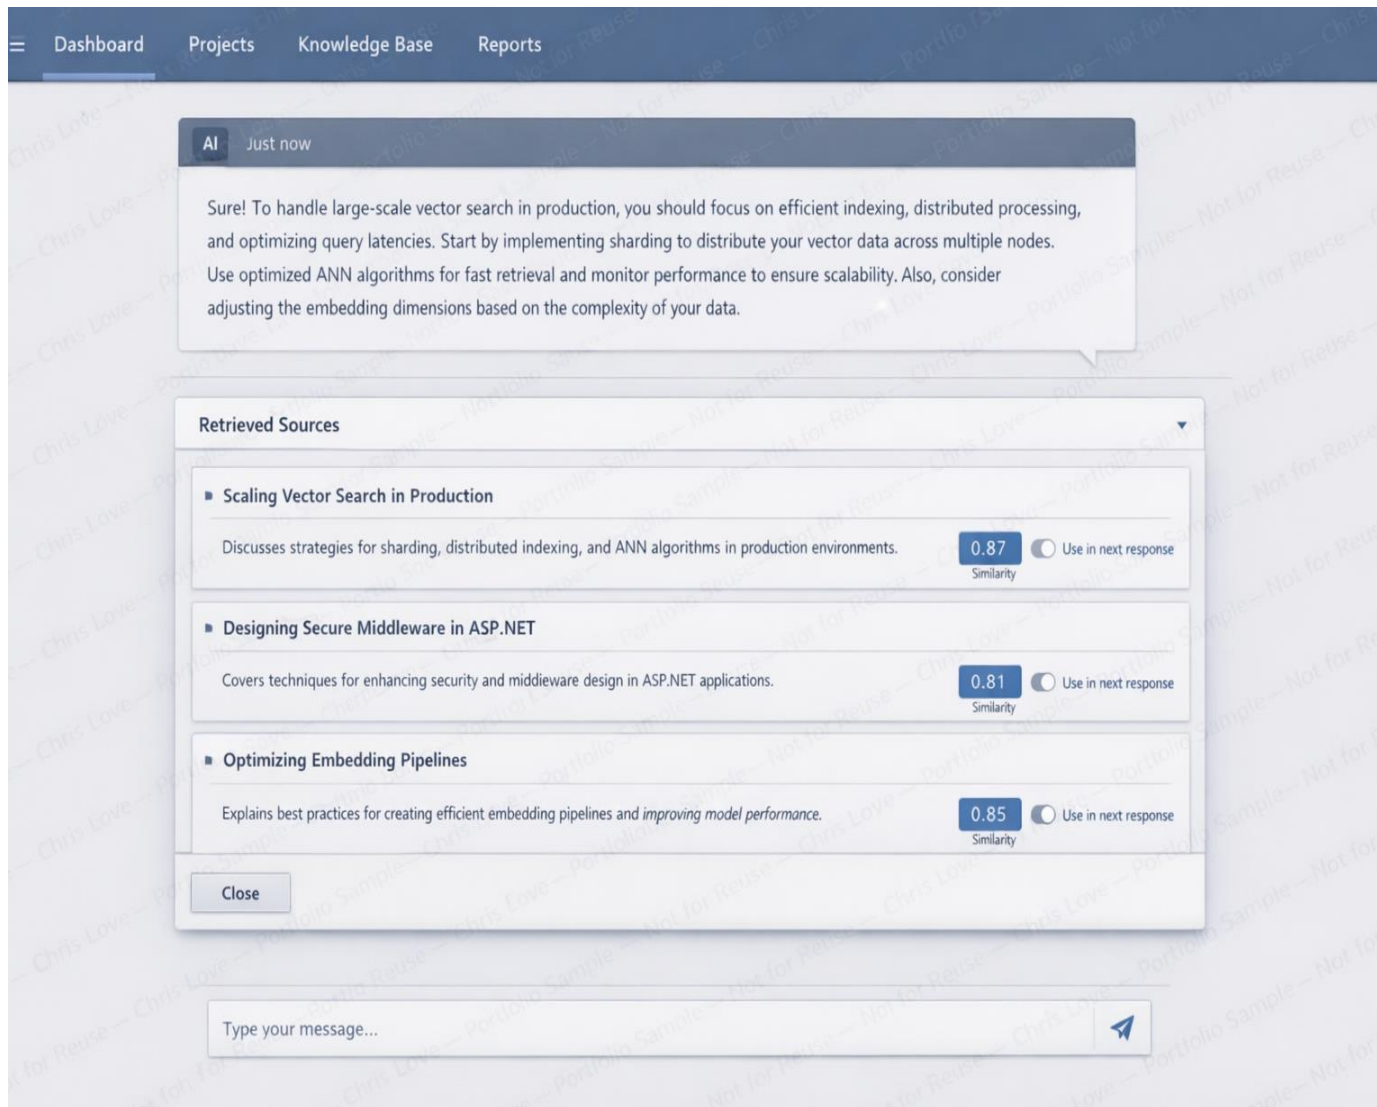 Dashboard Projects Knowledge Base Reports
AI Just now
Sure! To handle large-scale vector search in production, you should focus on efficient indexing, distributed processing,
and optimizing query latencies. Start by implementing sharding to distribute your vector data across multiple nodes.
Use optimized ANN algorithms for fast retrieval and monitor performance to ensure scalability. Also, consider
adjusting the embedding dimensions based on the complexity of your data.
Retrieved Sources
Scaling Vector Search in Production
Discusses strategies for sharding, distributed indexing, and ANN algorithms in production environments.
0.87
Similarity
Use in next response
Designing Secure Middleware in ASP.NET
Covers techniques for enhancing security and middleware design in ASP.NET applications.
0.81
Similarity
Use in next response
Optimizing Embedding Pipelines
Explains best practices for creating efficient embedding pipelines and improving model performance.
0.85
Similarity
Use in next response
Close
Type your message...
Chris Love — Portfolio Sample — Not for Reuse